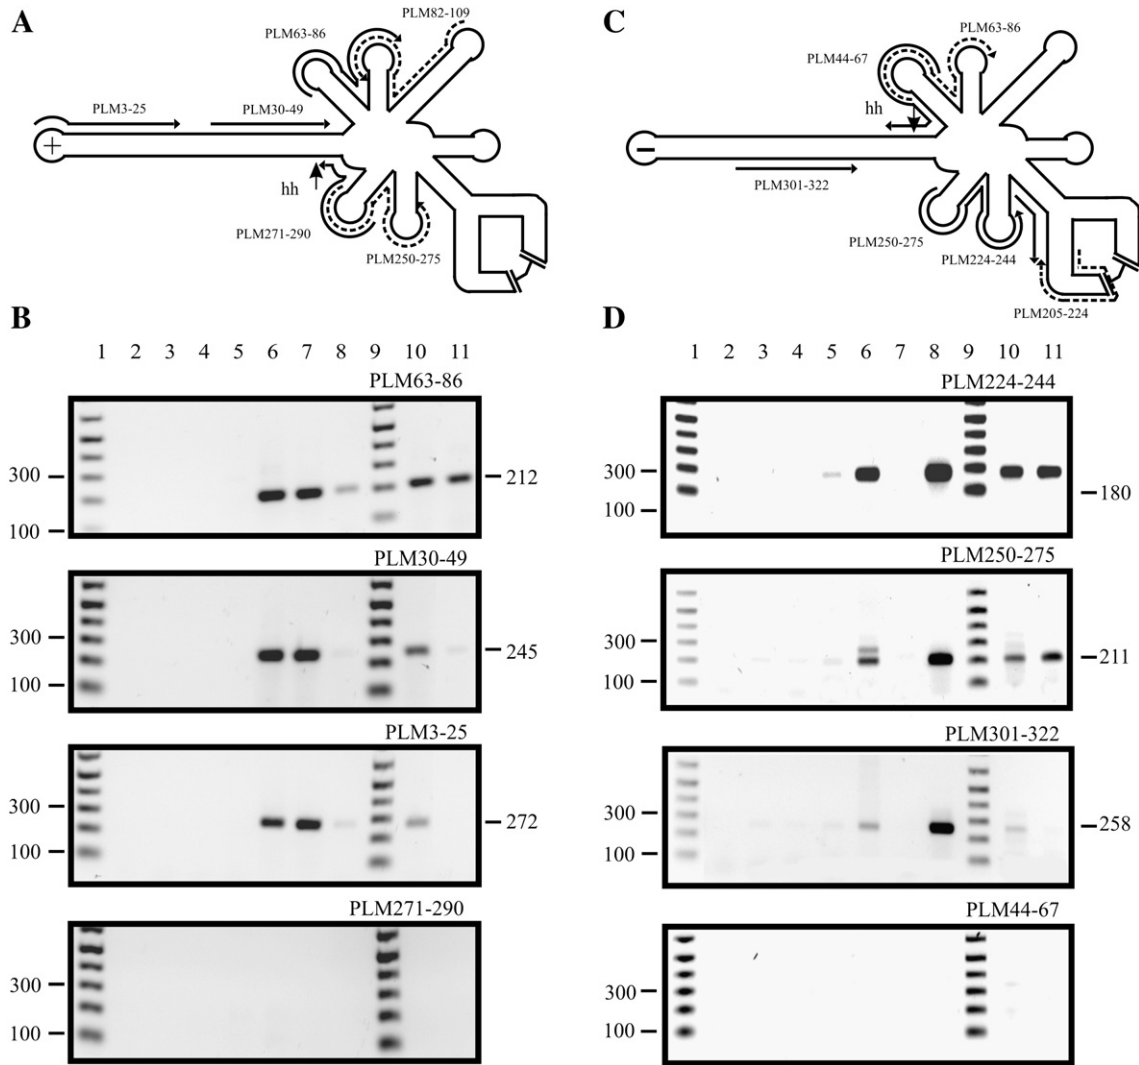 A
PLM63-86
PLM82-109
PLM3-25
PLM30-49
+
hh
PLM271-290
PLM250-275
C
PLM63-86
PLM44-67
hh
−
PLM301-322
PLM250-275
PLM224-244
PLM205-224
B
1 2 3 4 5 6 7 8 9 10 11
PLM63-86
300
100
212
PLM30-49
300
100
245
PLM3-25
300
100
272
PLM271-290
300
100
D
1 2 3 4 5 6 7 8 9 10 11
PLM224-244
300
100
180
PLM250-275
300
100
211
PLM301-322
300
100
258
PLM44-67
300
100